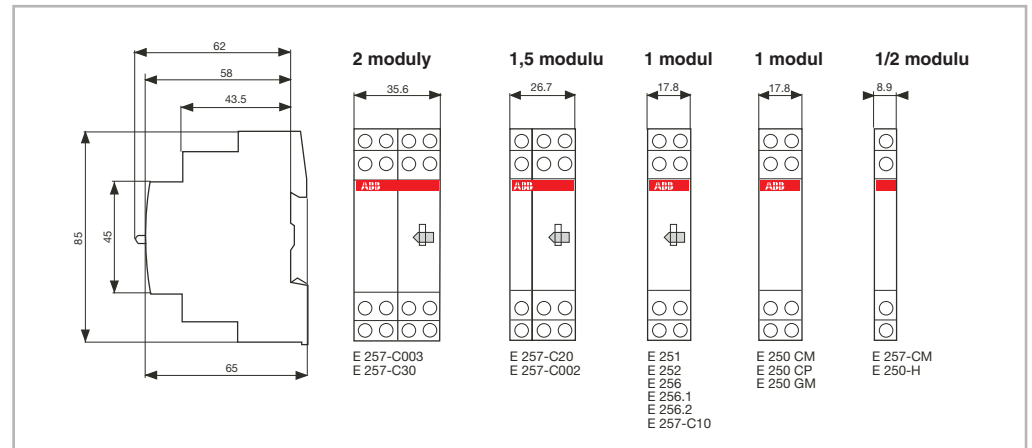 62
58
43.5
85
45
65
2 moduly
35.6
ABB
E 257-C003
E 257-C30
1,5 modulu
26.7
ABB
E 257-C20
E 257-C002
1 modul
17.8
ABB
E 251
E 252
E 256
E 256.1
E 256.2
E 257-C10
1 modul
17.8
ABB
E 250 CM
E 250 CP
E 250 GM
1/2 modulu
8.9
E 257-CM
E 250-H